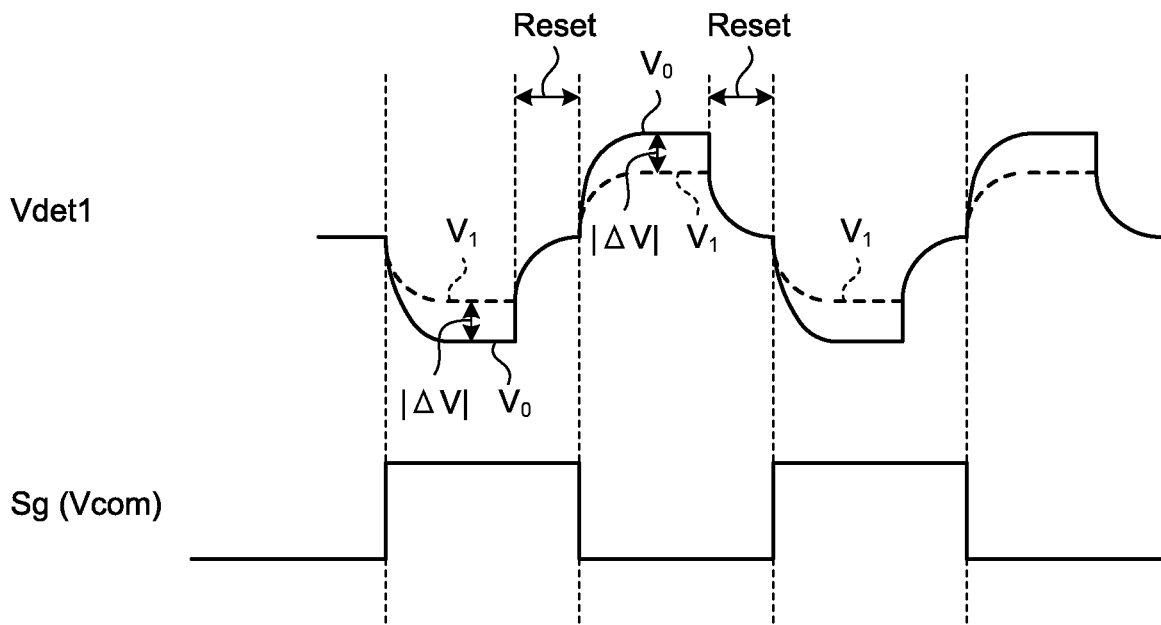 Reset
Reset
V₀
Vdet1
V₁
|ΔV|
V₁
V₁
|ΔV|
V₀
Sg (Vcom)